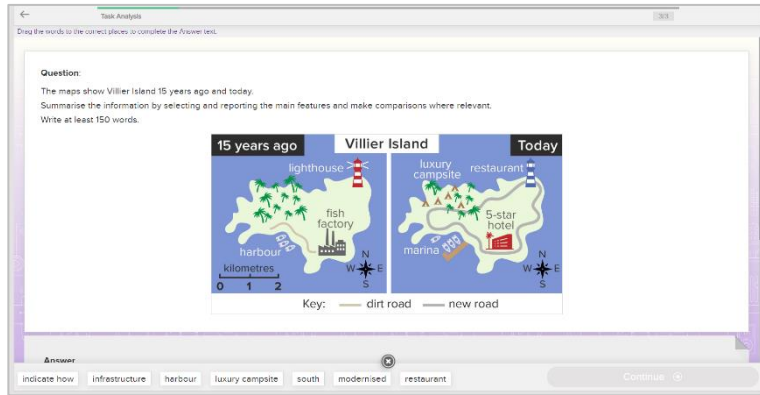 Task Analysis
3/3
Drag the words to the correct places to complete the Answer text.
Question:
The maps show Villier Island 15 years ago and today.
Summarise the information by selecting and reporting the main features and make comparisons where relevant.
Write at least 150 words.
15 years ago
Villier Island
Today
lighthouse
fish
factory
harbour
kilometres
0 1 2
N
W E
S
luxury
campsite
restaurant
5-star
hotel
marina
N
W E
S
Key: dirt road new road
Answer
indicate how infrastructure harbour luxury campsite south modernised restaurant
Continue